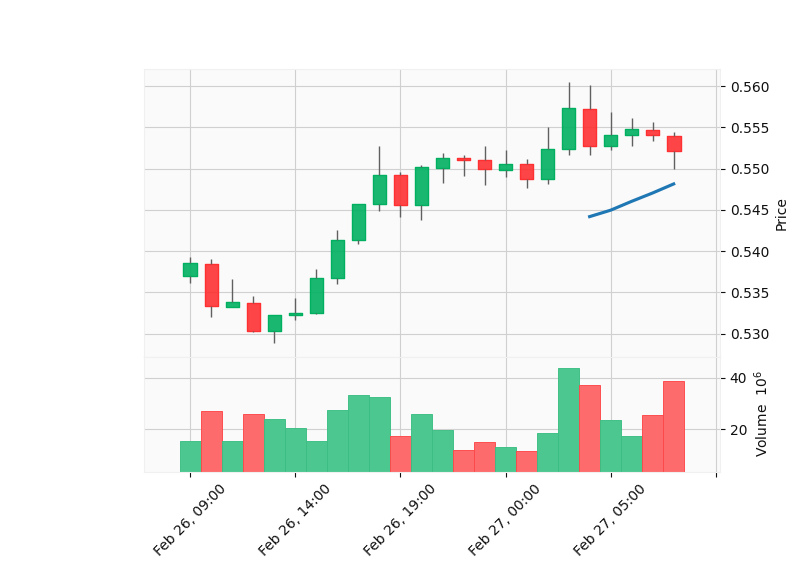 0.560
0.555
0.550
0.545
0.540
0.535
0.530
Price
40
20
Volume 10^6
Feb 26, 09:00
Feb 26, 14:00
Feb 26, 19:00
Feb 27, 00:00
Feb 27, 05:00